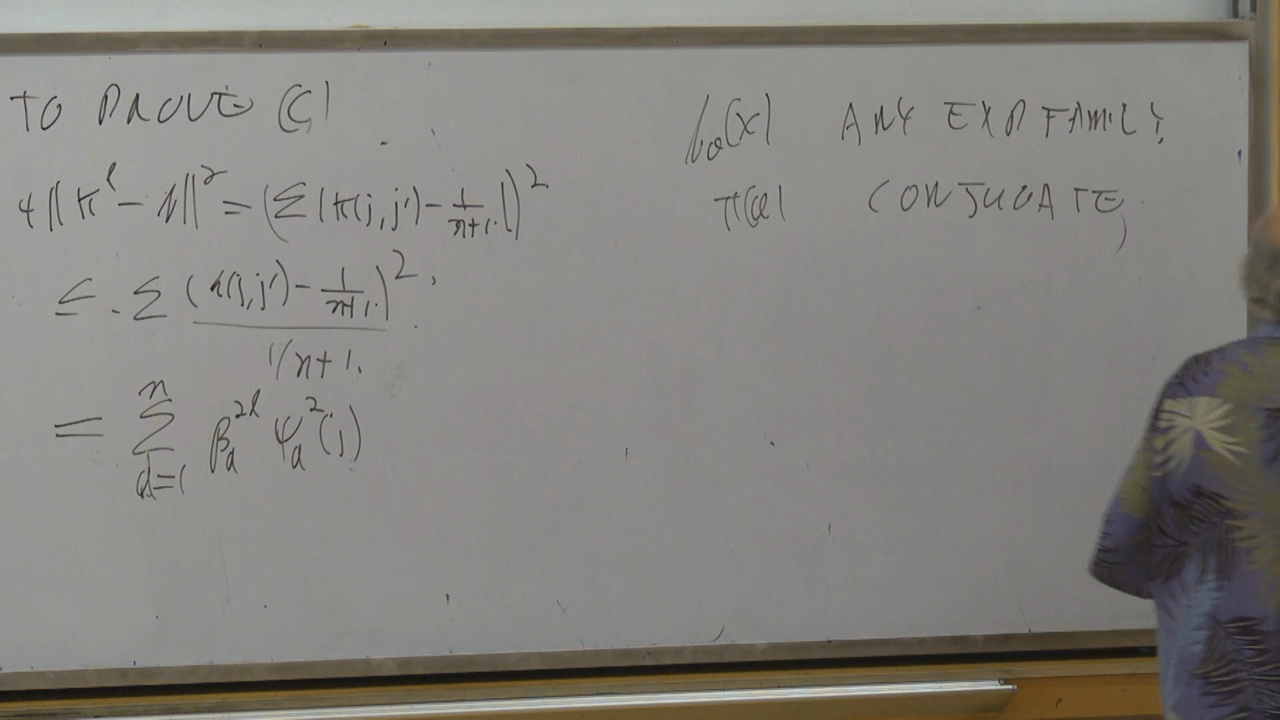 TO PROVE (C)
4‖K^l − u‖² = (Σ |K(j,j') − 1/(n+1)|)²
≤ Σ (K(j,j') − 1/(n+1))² / (1/n+1)
= Σ_{a=1}^{n} β_a^{2l} ψ_a²(j)
f_θ(x) ANY EXP FAMILY
π(θ) CONJUGATE